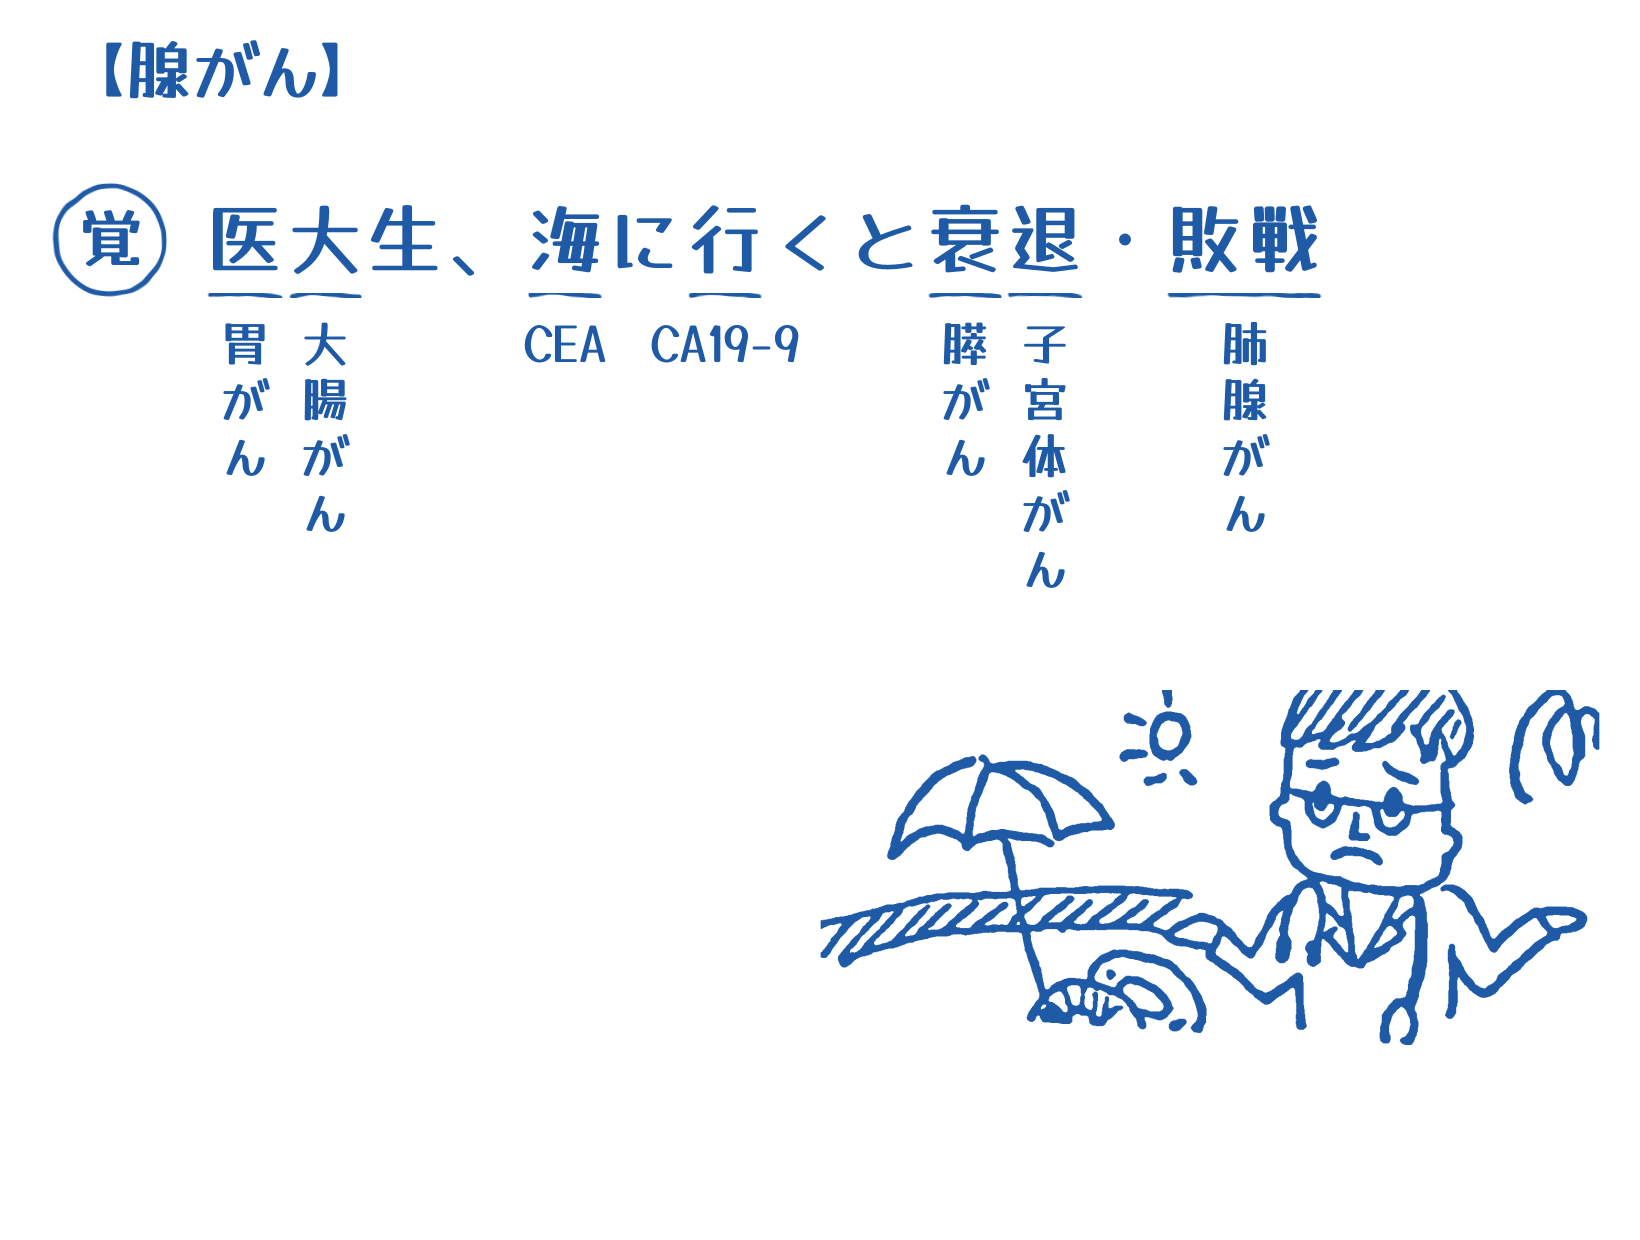 【腺がん】
覚 医大生、海に行くと衰退・敗戦
胃がん
大腸がん
CEA
CA19-9
膵がん
子宮体がん
肺腺がん